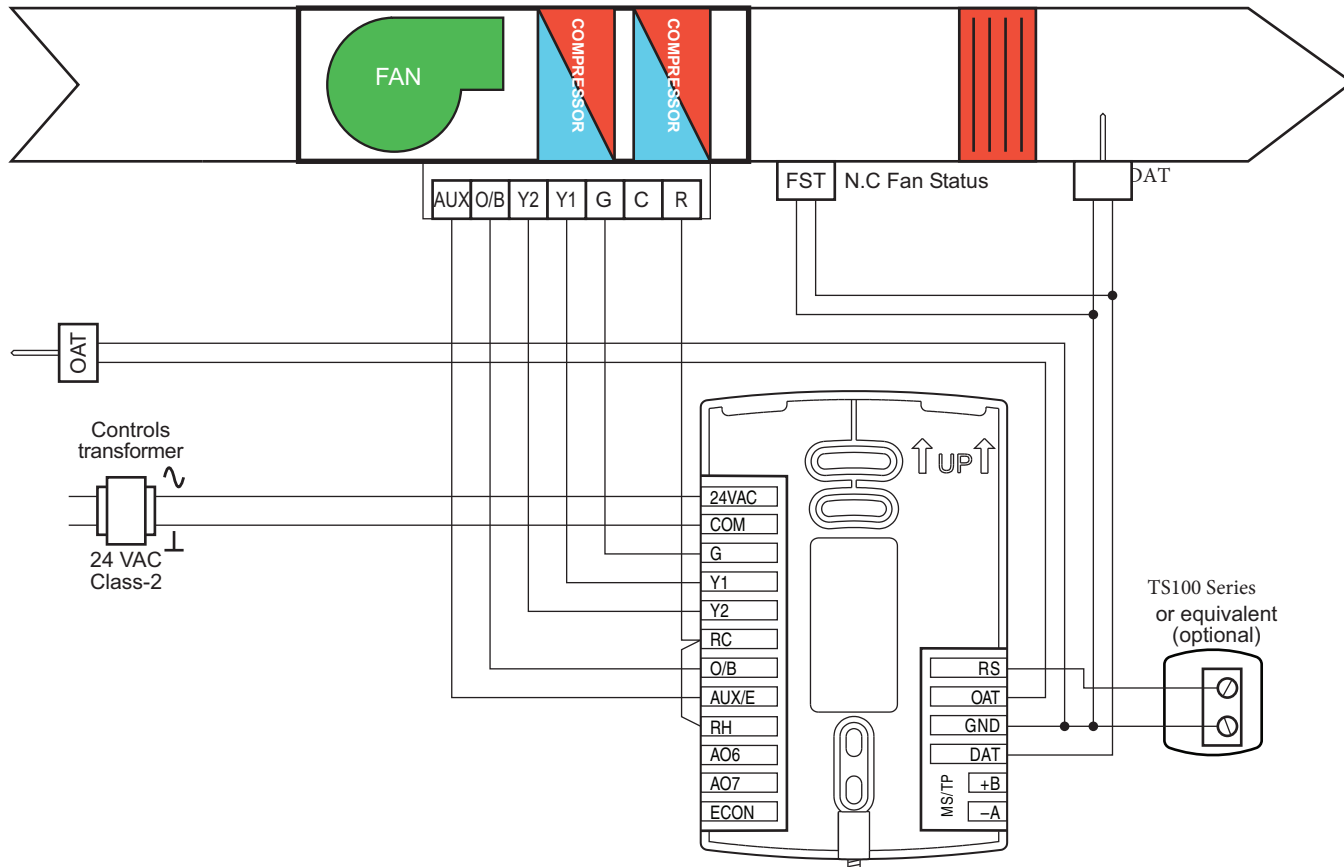 FAN
COMPRESSOR
COMPRESSOR
AUX O/B Y2 Y1 G C R
FST N.C Fan Status
DAT
OAT
Controls
transformer
24 VAC
Class-2
UP
24VAC
COM
G
Y1
Y2
RC
O/B
AUX/E
RH
AO6
AO7
ECON
RS
OAT
GND
DAT
MS/TP
+B
–A
TS100 Series
or equivalent
(optional)